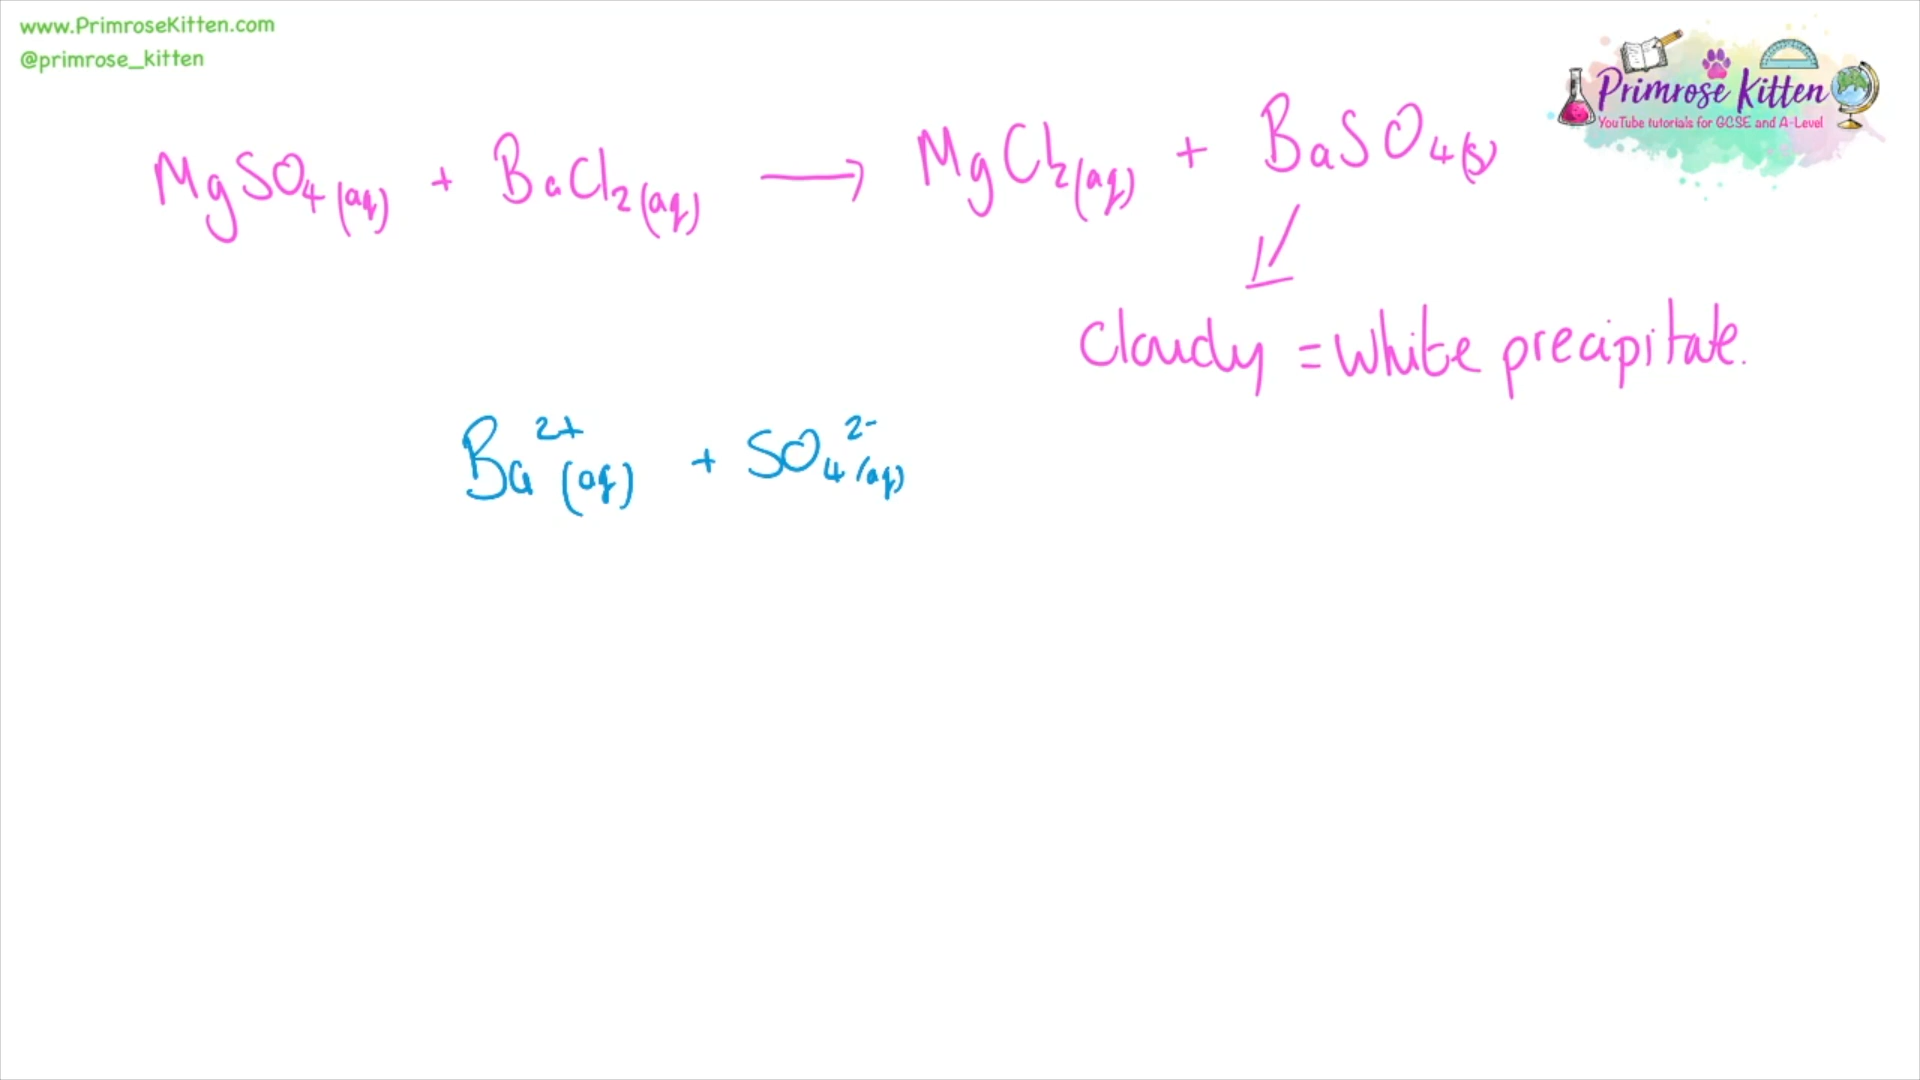 www.PrimroseKitten.com
@primrose_kitten
Primrose Kitten
YouTube tutorials for GCSE and A-Level
MgSO₄(aq) + BaCl₂(aq) → MgCl₂(aq) + BaSO₄(s)
Cloudy = White precipitate.
Ba²⁺(aq) + SO₄²⁻(aq)